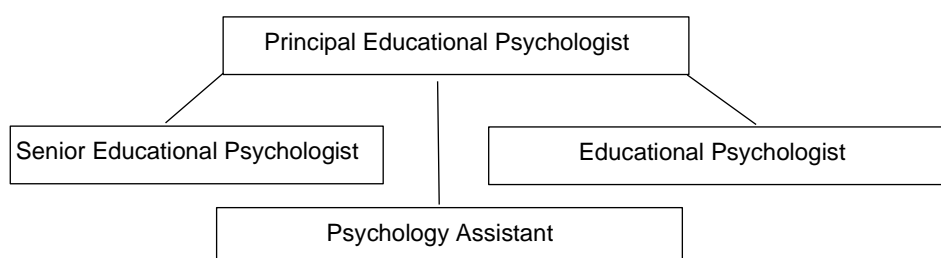 Principal Educational Psychologist
Senior Educational Psychologist
Educational Psychologist
Psychology Assistant